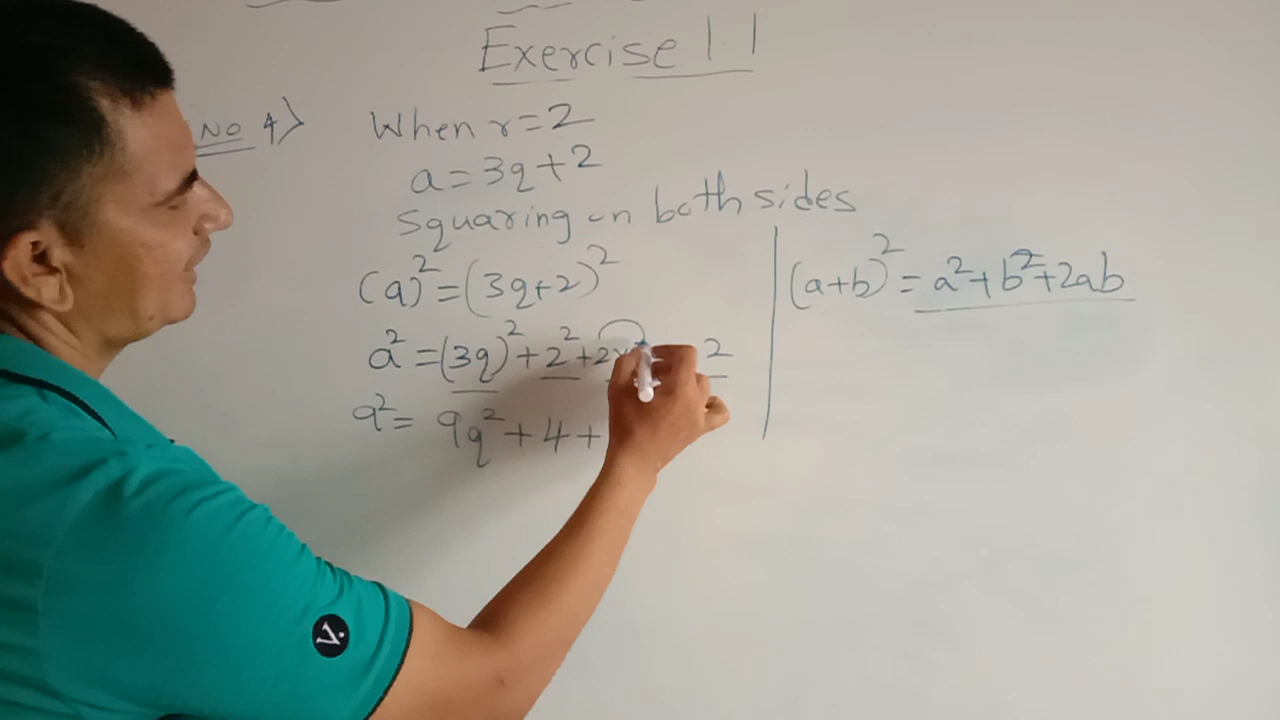 Exercise 1.1
No 4) When r=2
a=3q+2
Squaring on both sides
(a)²=(3q+2)²
(a+b)²=a²+b²+2ab
a²=(3q)²+2²+2× 2
a²= 9q²+4+
V.